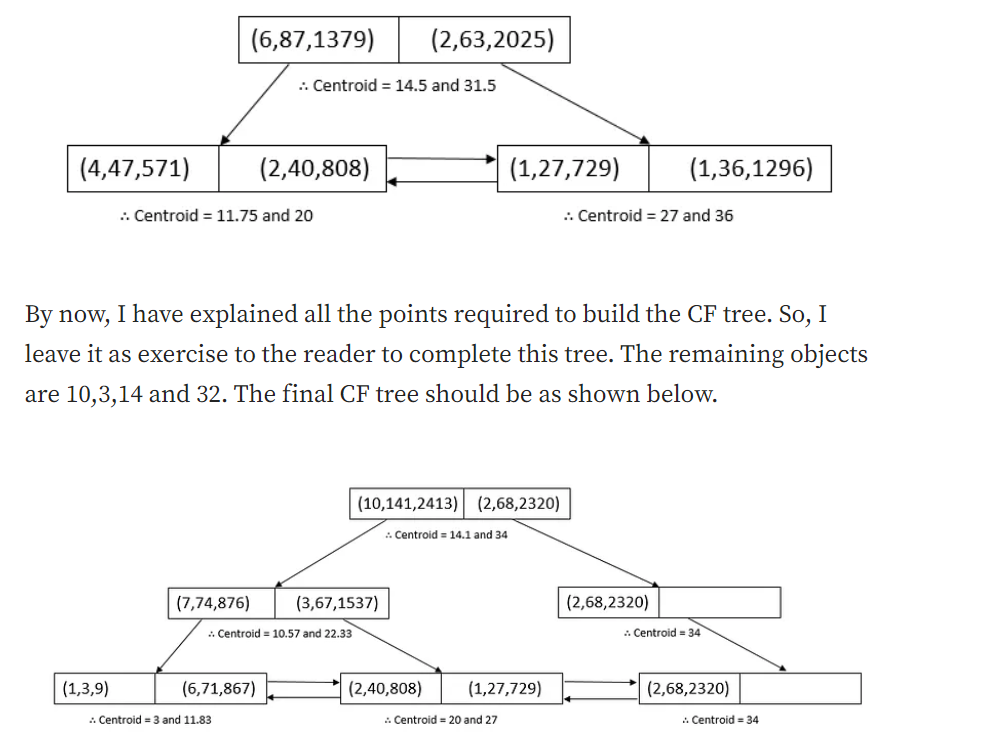 (6,87,1379) (2,63,2025)
∴ Centroid = 14.5 and 31.5
(4,47,571) (2,40,808) (1,27,729) (1,36,1296)
∴ Centroid = 11.75 and 20 ∴ Centroid = 27 and 36
By now, I have explained all the points required to build the CF tree. So, I
leave it as exercise to the reader to complete this tree. The remaining objects
are 10,3,14 and 32. The final CF tree should be as shown below.
(10,141,2413) (2,68,2320)
∴ Centroid = 14.1 and 34
(7,74,876) (3,67,1537) (2,68,2320)
∴ Centroid = 10.57 and 22.33 ∴ Centroid = 34
(1,3,9) (6,71,867) (2,40,808) (1,27,729) (2,68,2320)
∴ Centroid = 3 and 11.83 ∴ Centroid = 20 and 27 ∴ Centroid = 34